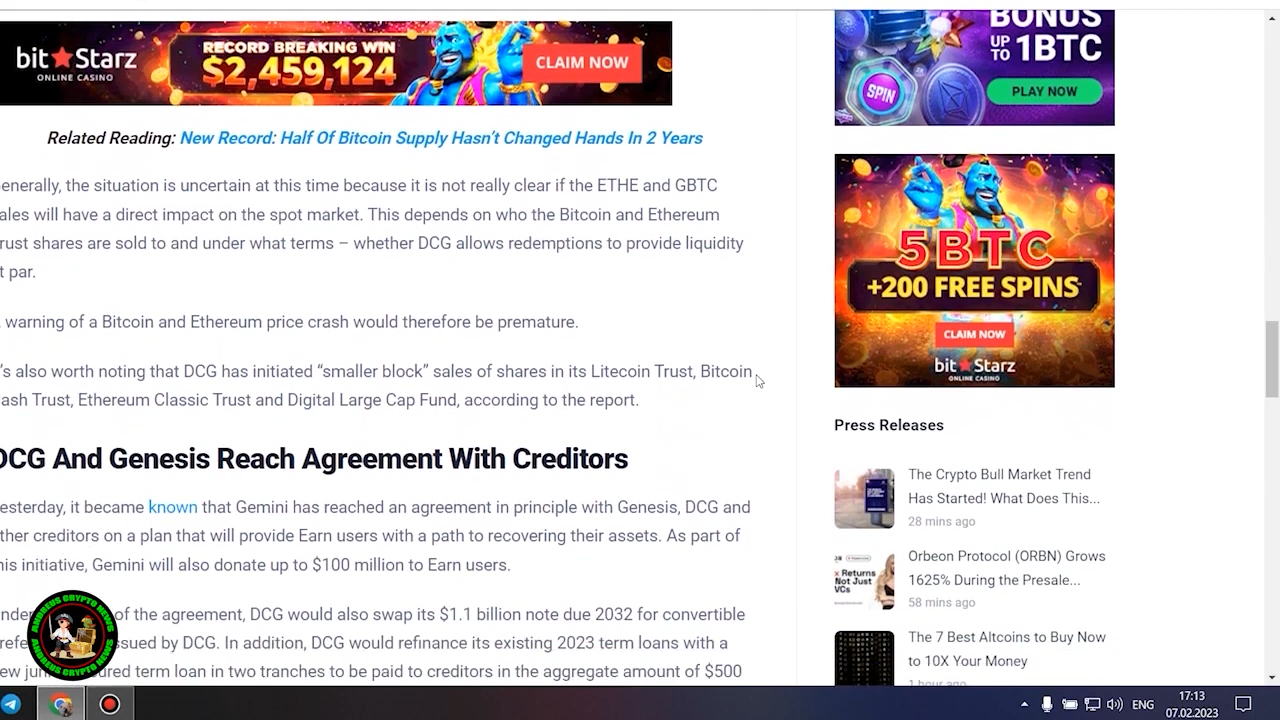 bit★Starz
ONLINE CASINO
RECORD BREAKING WIN
$2,459,124
CLAIM NOW
Related Reading: New Record: Half Of Bitcoin Supply Hasn't Changed Hands In 2 Years
enerally, the situation is uncertain at this time because it is not really clear if the ETHE and GBTC
ales will have a direct impact on the spot market. This depends on who the Bitcoin and Ethereum
rust shares are sold to and under what terms – whether DCG allows redemptions to provide liquidity
t par.
warning of a Bitcoin and Ethereum price crash would therefore be premature.
's also worth noting that DCG has initiated “smaller block” sales of shares in its Litecoin Trust, Bitcoin
ash Trust, Ethereum Classic Trust and Digital Large Cap Fund, according to the report.
DCG And Genesis Reach Agreement With Creditors
esterday, it became known that Gemini has reached an agreement in principle with Genesis, DCG and
ther creditors on a plan that will provide Earn users with a path to recovering their assets. As part of
his initiative, Gemini will also donate up to $100 million to Earn users.
of the agreement, DCG would also swap its $1.1 billion note due 2032 for convertible
ssued by DCG. In addition, DCG would refinance its existing 2023 term loans with a
loan in two tranches to be paid to creditors in the aggregate amount of $500
BONUS
UP TO 1BTC
SPIN
PLAY NOW
5BTC
+200 FREE SPINS
CLAIM NOW
bit★Starz
ONLINE CASINO
Press Releases
The Crypto Bull Market Trend
Has Started! What Does This...
28 mins ago
Returns
Not Just
VCs
Orbeon Protocol (ORBN) Grows
1625% During the Presale...
58 mins ago
The 7 Best Altcoins to Buy Now
to 10X Your Money
1 hour ago
ANDREUS CRYPTO NEWS
ANDREUS CRYPTO NEWS
ENG
17:13
07.02.2023